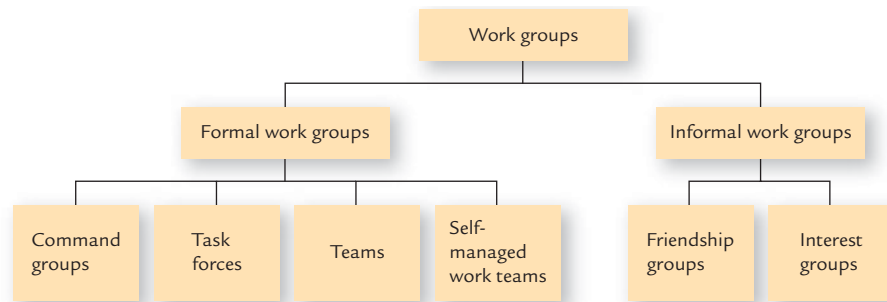 Work groups
Formal work groups
Informal work groups
Command
groups
Task
forces
Teams
Self-
managed
work teams
Friendship
groups
Interest
groups